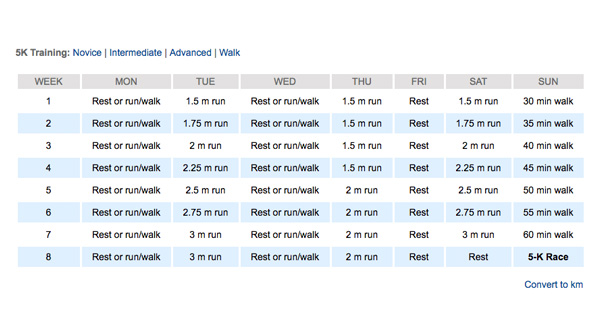 5K Training: Novice | Intermediate | Advanced | Walk
WEEK MON TUE WED THU FRI SAT SUN
1 Rest or run/walk 1.5 m run Rest or run/walk 1.5 m run Rest 1.5 m run 30 min walk
2 Rest or run/walk 1.75 m run Rest or run/walk 1.5 m run Rest 1.75 m run 35 min walk
3 Rest or run/walk 2 m run Rest or run/walk 1.5 m run Rest 2 m run 40 min walk
4 Rest or run/walk 2.25 m run Rest or run/walk 1.5 m run Rest 2.25 m run 45 min walk
5 Rest or run/walk 2.5 m run Rest or run/walk 2 m run Rest 2.5 m run 50 min walk
6 Rest or run/walk 2.75 m run Rest or run/walk 2 m run Rest 2.75 m run 55 min walk
7 Rest or run/walk 3 m run Rest or run/walk 2 m run Rest 3 m run 60 min walk
8 Rest or run/walk 3 m run Rest or run/walk 2 m run Rest Rest 5-K Race
Convert to km